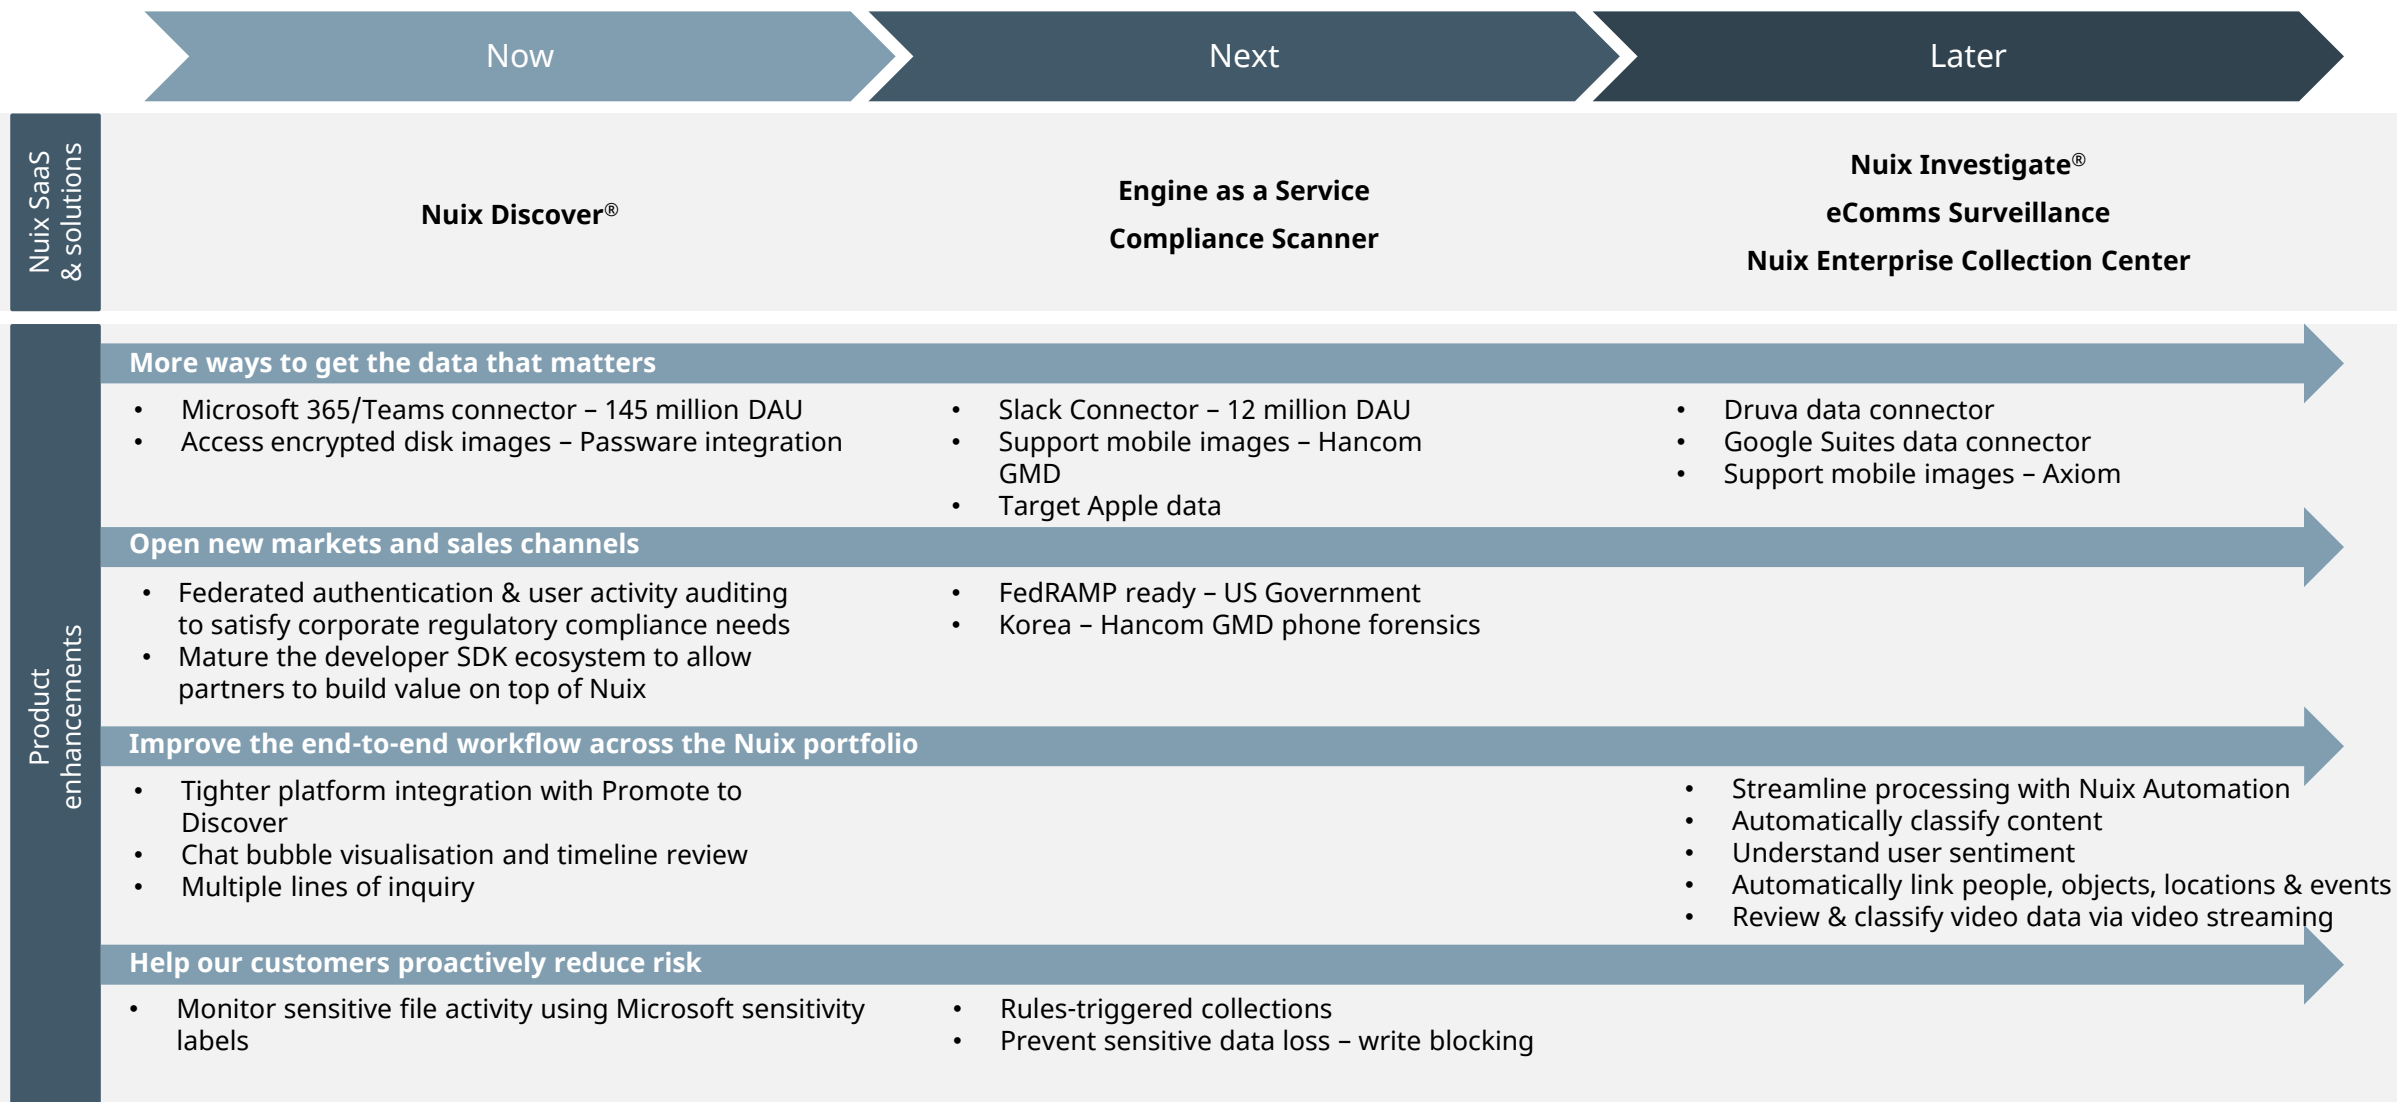 Now
Next
Later
Nuix SaaS
& solutions
Nuix Discover®
Engine as a Service
Compliance Scanner
Nuix Investigate®
eComms Surveillance
Nuix Enterprise Collection Center
Product
enhancements
More ways to get the data that matters
• Microsoft 365/Teams connector – 145 million DAU
• Access encrypted disk images – Passware integration
• Slack Connector – 12 million DAU
• Support mobile images – Hancom
GMD
• Target Apple data
• Druva data connector
• Google Suites data connector
• Support mobile images – Axiom
Open new markets and sales channels
• Federated authentication & user activity auditing
to satisfy corporate regulatory compliance needs
• Mature the developer SDK ecosystem to allow
partners to build value on top of Nuix
• FedRAMP ready – US Government
• Korea – Hancom GMD phone forensics
Improve the end-to-end workflow across the Nuix portfolio
• Tighter platform integration with Promote to
Discover
• Chat bubble visualisation and timeline review
• Multiple lines of inquiry
• Streamline processing with Nuix Automation
• Automatically classify content
• Understand user sentiment
• Automatically link people, objects, locations & events
• Review & classify video data via video streaming
Help our customers proactively reduce risk
• Monitor sensitive file activity using Microsoft sensitivity
labels
• Rules-triggered collections
• Prevent sensitive data loss – write blocking